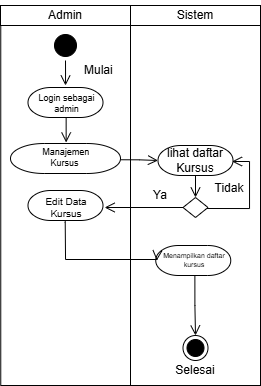 Admin
Sistem
Mulai
Login sebagai
admin
Manajemen
Kursus
lihat daftar
Kursus
Tidak
Ya
Edit Data
Kursus
Menampilkan daftar
kursus
Selesai